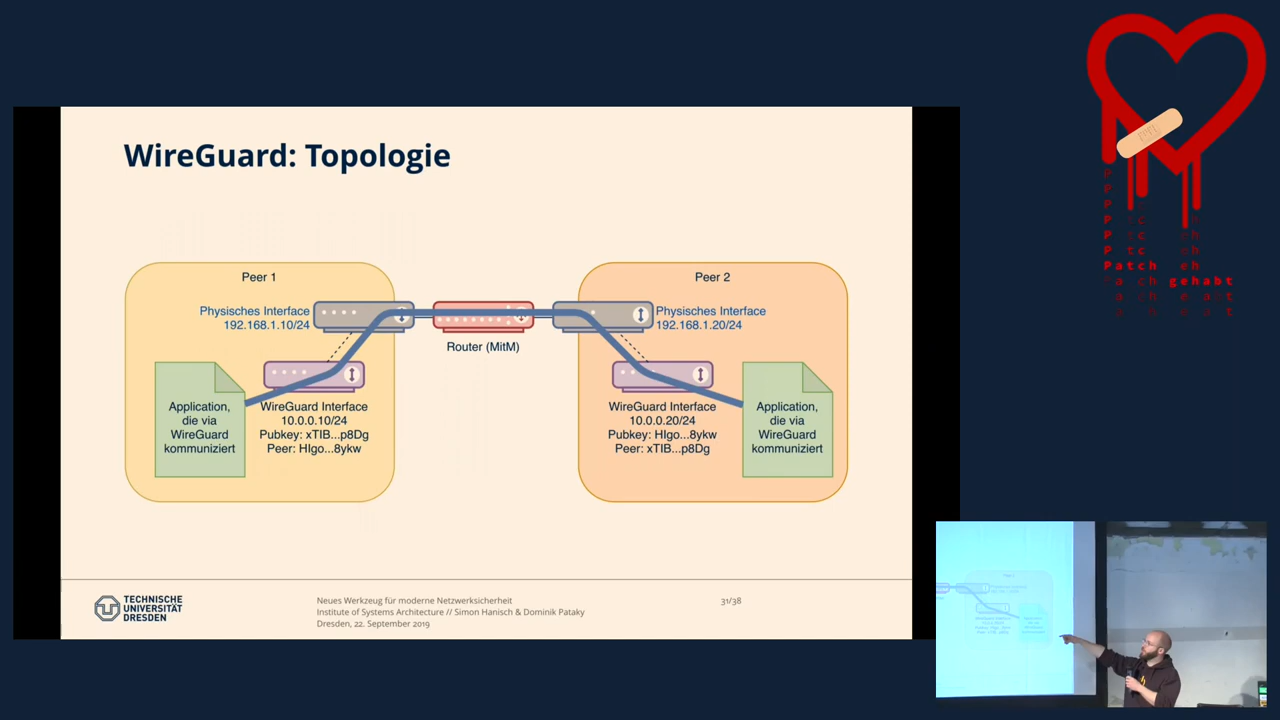 WireGuard: Topologie
Peer 1
Physisches Interface
192.168.1.10/24
Application,
die via
WireGuard
kommuniziert
WireGuard Interface
10.0.0.10/24
Pubkey: xTIB...p8Dg
Peer: HIgo...8ykw
Router (MitM)
Peer 2
Physisches Interface
192.168.1.20/24
WireGuard Interface
10.0.0.20/24
Pubkey: HIgo...8ykw
Peer: xTIB...p8Dg
Application,
die via
WireGuard
kommuniziert
TECHNISCHE
UNIVERSITÄT
DRESDEN
Neues Werkzeug für moderne Netzwerksicherheit
Institute of Systems Architecture // Simon Hanisch & Dominik Pataky
Dresden, 22. September 2019
31/38
Patch eh
gehabt